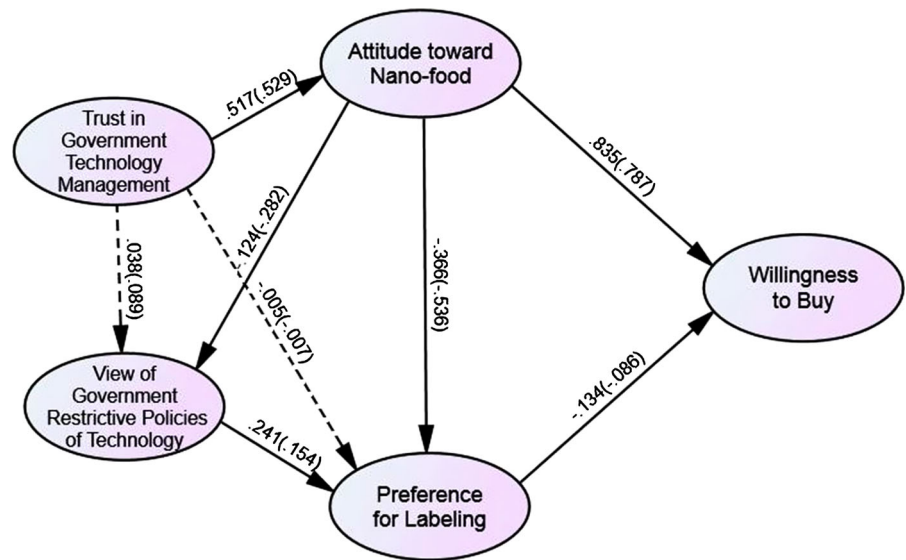 Attitude toward
Nano-food
.517(.529)
Trust in
Government
Technology
Management
.835(.787)
-.124(-.282)
.038(.089)
-.366(-.536)
-.005(-.007)
Willingness
to Buy
View of
Government
Restrictive Policies
of Technology
-.134(-.086)
.241(.154)
Preference
for Labeling